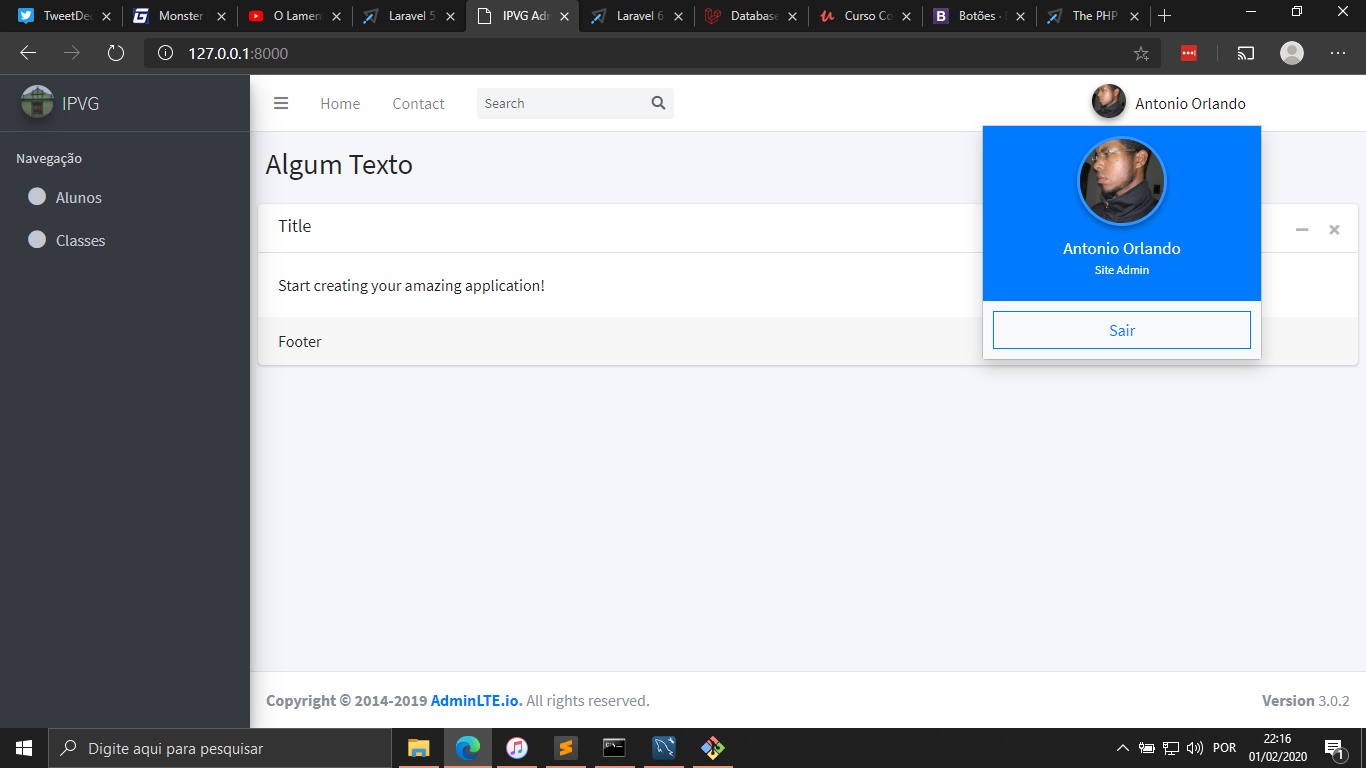 TweetDec
Monster
O Lamen
Laravel 5
IPVG Adr
Laravel 6
Database
Curso Co
Botões ·
The PHP
127.0.0.1:8000
IPVG
Home
Contact
Search
Antonio Orlando
Navegação
Alunos
Classes
Algum Texto
Title
Start creating your amazing application!
Footer
Antonio Orlando
Site Admin
Sair
Copyright © 2014-2019 AdminLTE.io. All rights reserved.
Version 3.0.2
Digite aqui para pesquisar
POR
22:16
01/02/2020
1